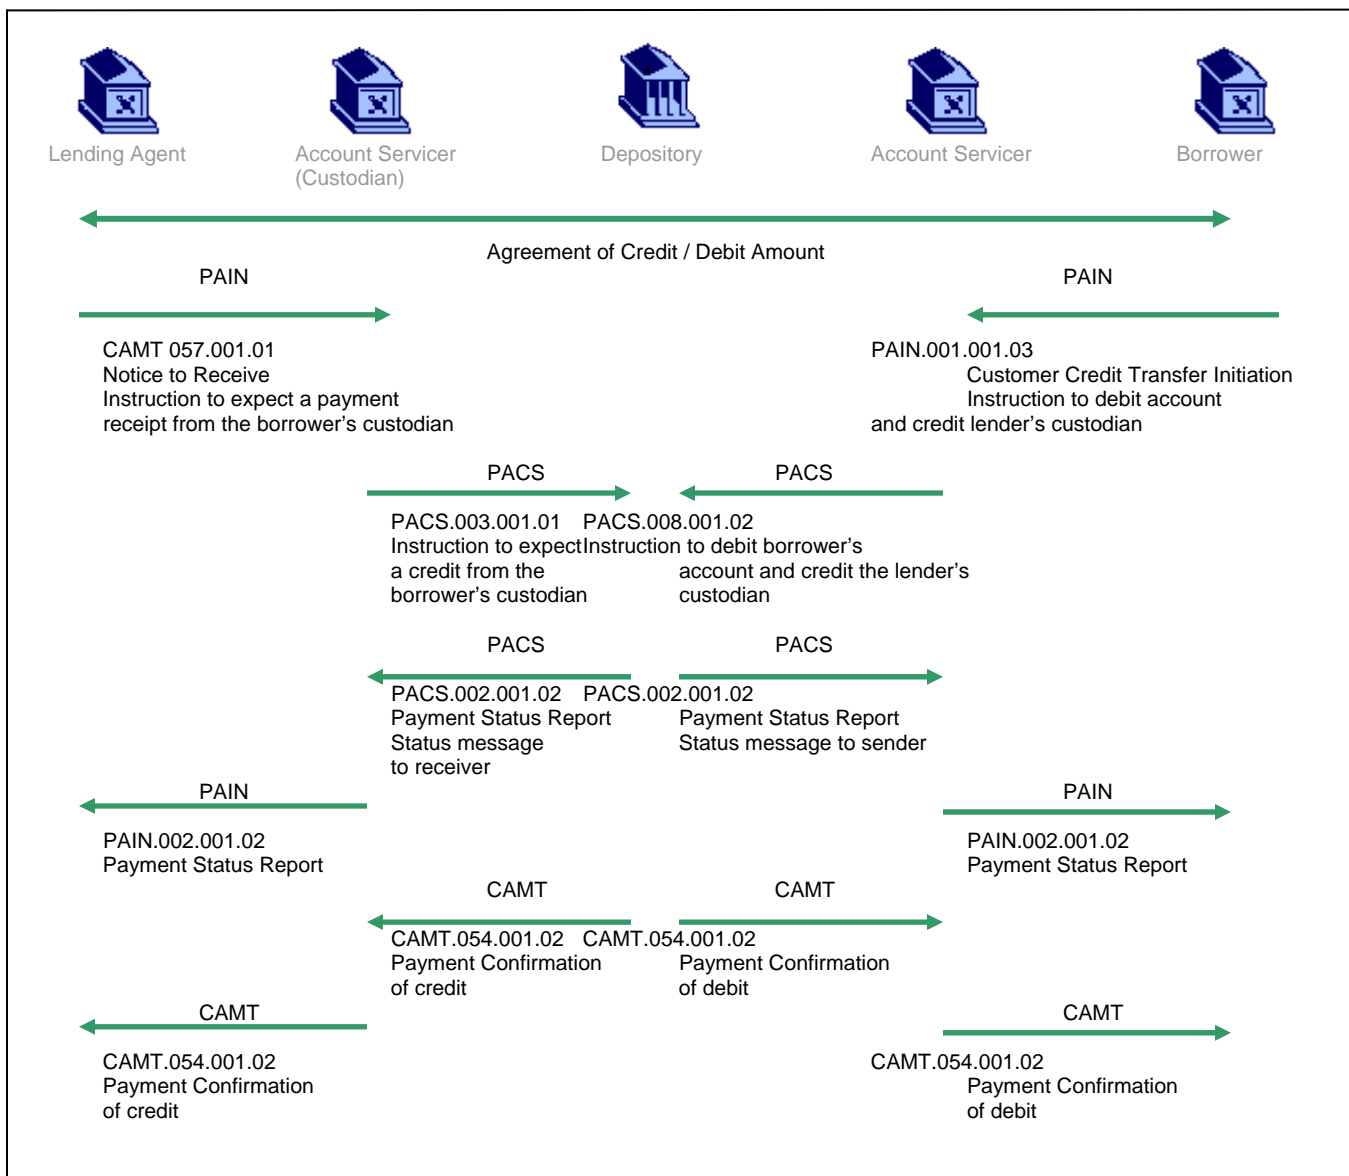 Lending Agent
Account Servicer
(Custodian)
Depository
Account Servicer
Borrower
Agreement of Credit / Debit Amount
PAIN
PAIN
CAMT 057.001.01
Notice to Receive
Instruction to expect a payment
receipt from the borrower's custodian
PAIN.001.001.03
Customer Credit Transfer Initiation
Instruction to debit account
and credit lender's custodian
PACS
PACS
PACS.003.001.01
Instruction to expect
a credit from the
borrower's custodian
PACS.008.001.02
Instruction to debit borrower's
account and credit the lender's
custodian
PACS
PACS
PACS.002.001.02
Payment Status Report
Status message
to receiver
PACS.002.001.02
Payment Status Report
Status message to sender
PAIN
PAIN
PAIN.002.001.02
Payment Status Report
PAIN.002.001.02
Payment Status Report
CAMT
CAMT
CAMT.054.001.02
Payment Confirmation
of credit
CAMT.054.001.02
Payment Confirmation
of debit
CAMT
CAMT
CAMT.054.001.02
Payment Confirmation
of credit
CAMT.054.001.02
Payment Confirmation
of debit